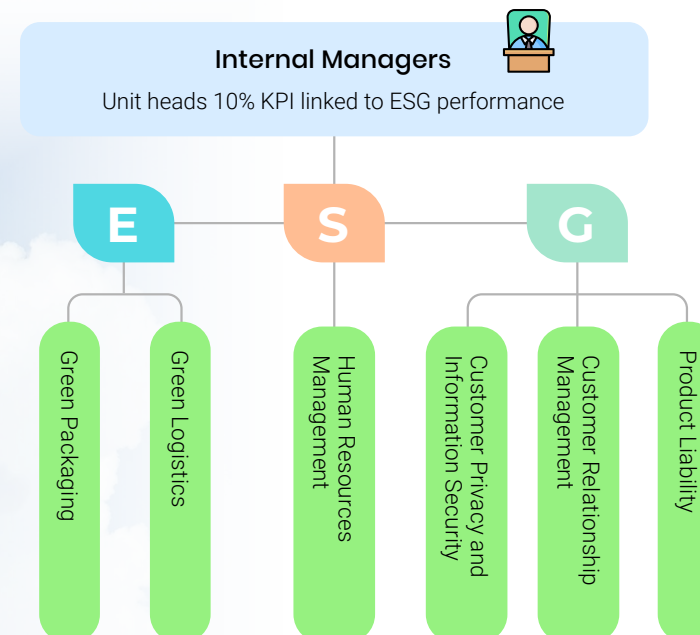 Internal Managers
Unit heads 10% KPI linked to ESG performance
E
S
G
Green Packaging
Green Logistics
Human Resources
Management
Customer Privacy and
Information Security
Customer Relationship
Management
Product Liability